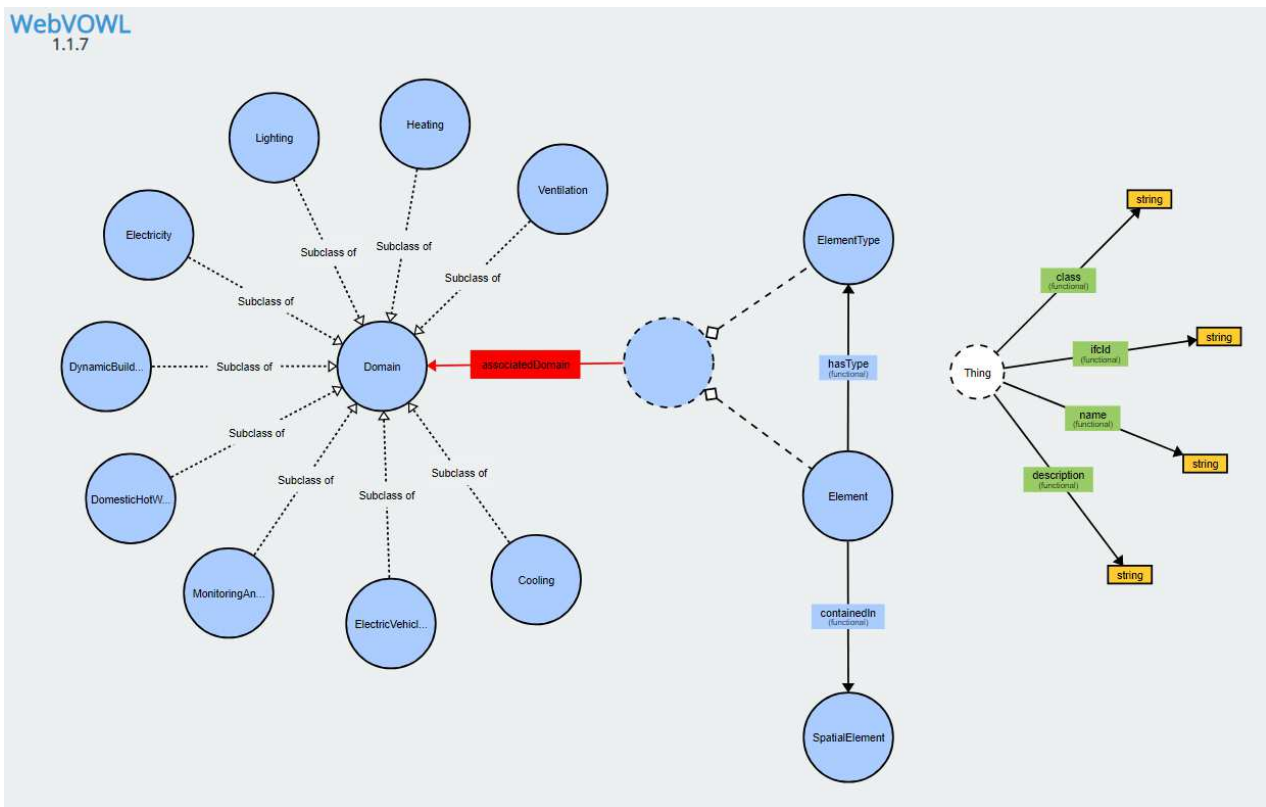 WebVOWL
1.1.7
Lighting
Heating
Ventilation
Electricity
Subclass of
Subclass of
Subclass of
Subclass of
DynamicBuild...
Subclass of
Domain
associatedDomain
Subclass of
DomesticHotW...
Subclass of
Subclass of
Subclass of
MonitoringAn...
ElectricVehicl...
Cooling
ElementType
hasType
(functional)
Element
containedIn
(functional)
SpatialElement
Thing
class
(functional)
string
ifcId
(functional)
string
name
(functional)
string
description
(functional)
string